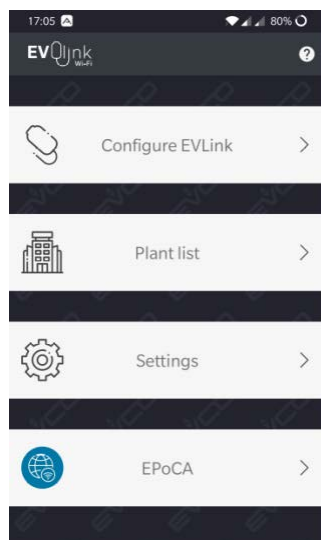 17:05 80%
EVlink
Wi-Fi
Configure EVLink
Plant list
Settings
EPoCA